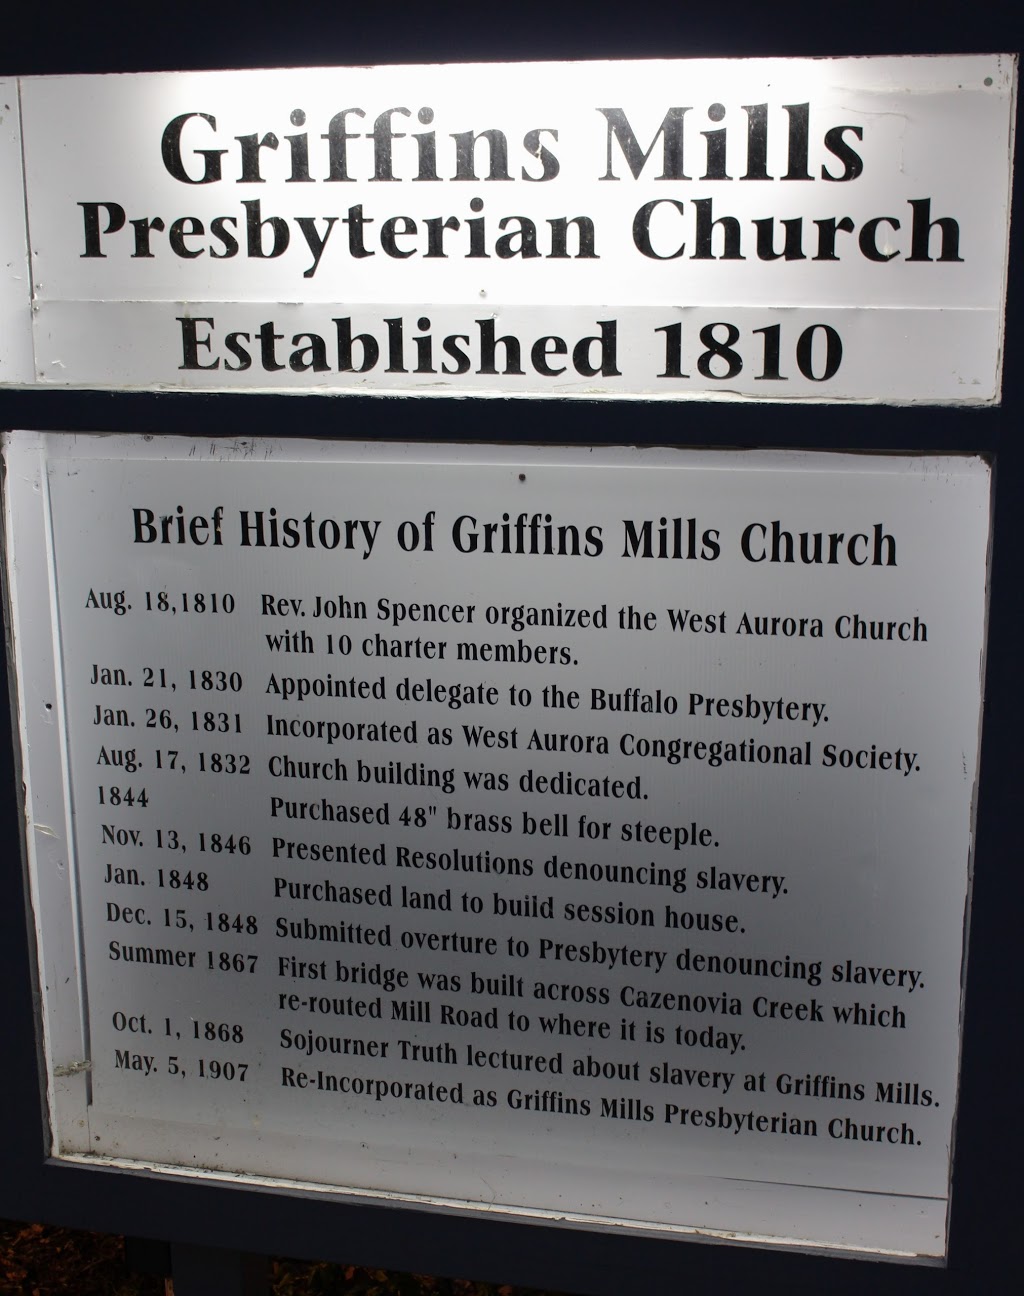 Griffins Mills
Presbyterian Church
Established 1810
Brief History of Griffins Mills Church
Aug. 18,1810 Rev. John Spencer organized the West Aurora Church
with 10 charter members.
Jan. 21, 1830 Appointed delegate to the Buffalo Presbytery.
Jan. 26, 1831 Incorporated as West Aurora Congregational Society.
Aug. 17, 1832 Church building was dedicated.
1844 Purchased 48" brass bell for steeple.
Nov. 13, 1846 Presented Resolutions denouncing slavery.
Jan. 1848 Purchased land to build session house.
Dec. 15, 1848 Submitted overture to Presbytery denouncing slavery.
Summer 1867 First bridge was built across Cazenovia Creek which
re-routed Mill Road to where it is today.
Oct. 1, 1868 Sojourner Truth lectured about slavery at Griffins Mills.
May. 5, 1907 Re-Incorporated as Griffins Mills Presbyterian Church.